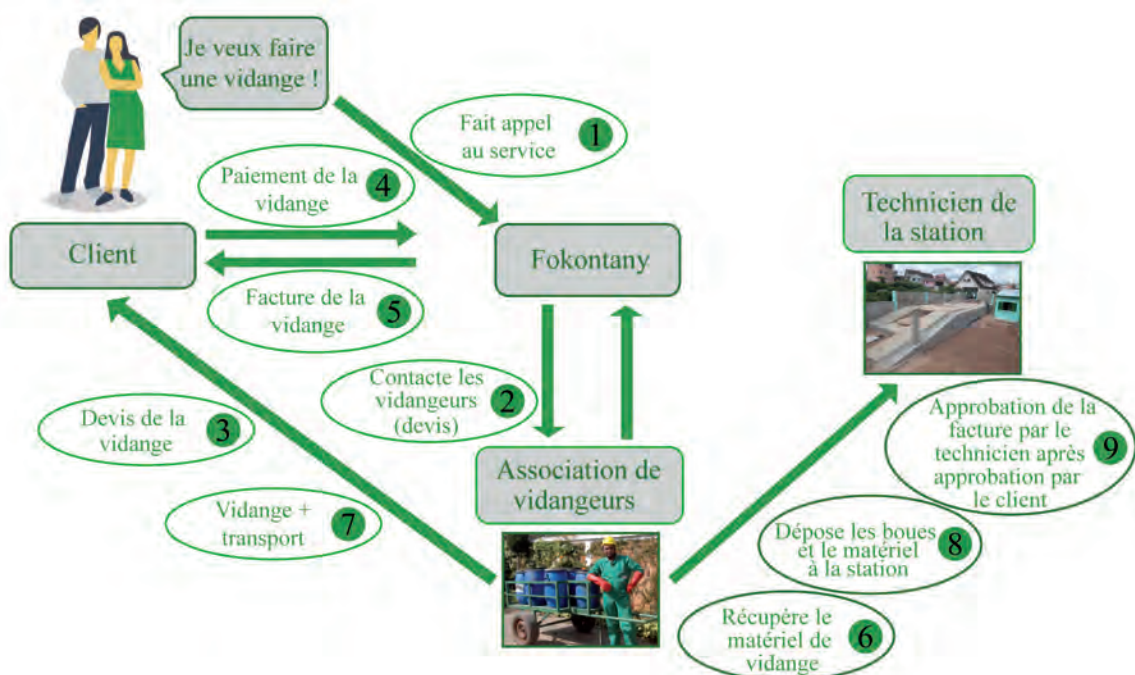 Je veux faire
une vidange !
Fait appel
au service
1
Paiement de la
vidange
4
Client
Fokontany
Technicien de
la station
Facture de la
vidange
5
Contacte les
vidangeurs
(devis)
2
Devis de la
vidange
3
Association de
vidangeurs
Approbation de la
facture par le
technicien après
approbation par
le client
9
Vidange +
transport
7
Dépose les boues
et le matériel
à la station
8
Récupère le
matériel de
vidange
6